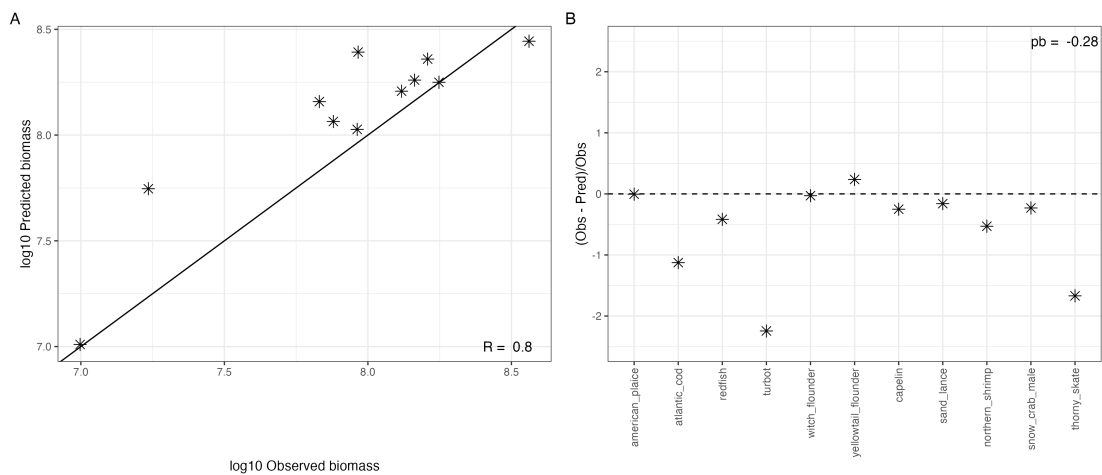 A
8.5
8.0
7.5
7.0
log10 Predicted biomass
R = 0.8
7.0
7.5
8.0
8.5
log10 Observed biomass
B
pb = -0.28
2
1
0
-1
-2
(Obs - Pred)/Obs
american_plaice
atlantic_cod
redfish
turbot
witch_flounder
yellowtail_flounder
capelin
sand_lance
northern_shrimp
snow_crab_male
thorny_skate